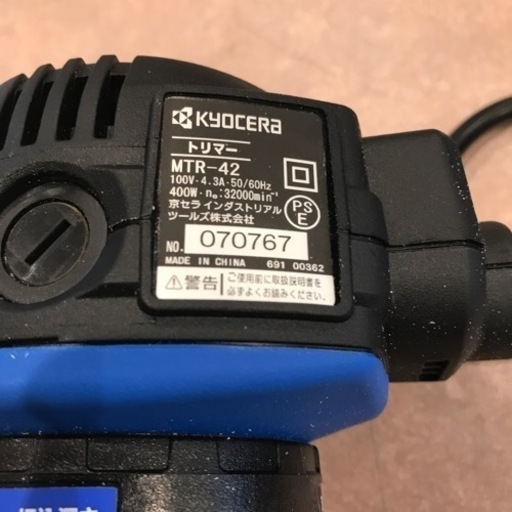 KYOCERA
トリマー
MTR-42
100V・4.3A・50/60Hz
400W・n₀:32000min⁻¹
京セラ インダストリアル
ツールズ株式会社
PSE
NO. 070767
MADE IN CHINA 691 00362
⚠警告 ご使用前に取扱説明書を
必ずよくお読みください。